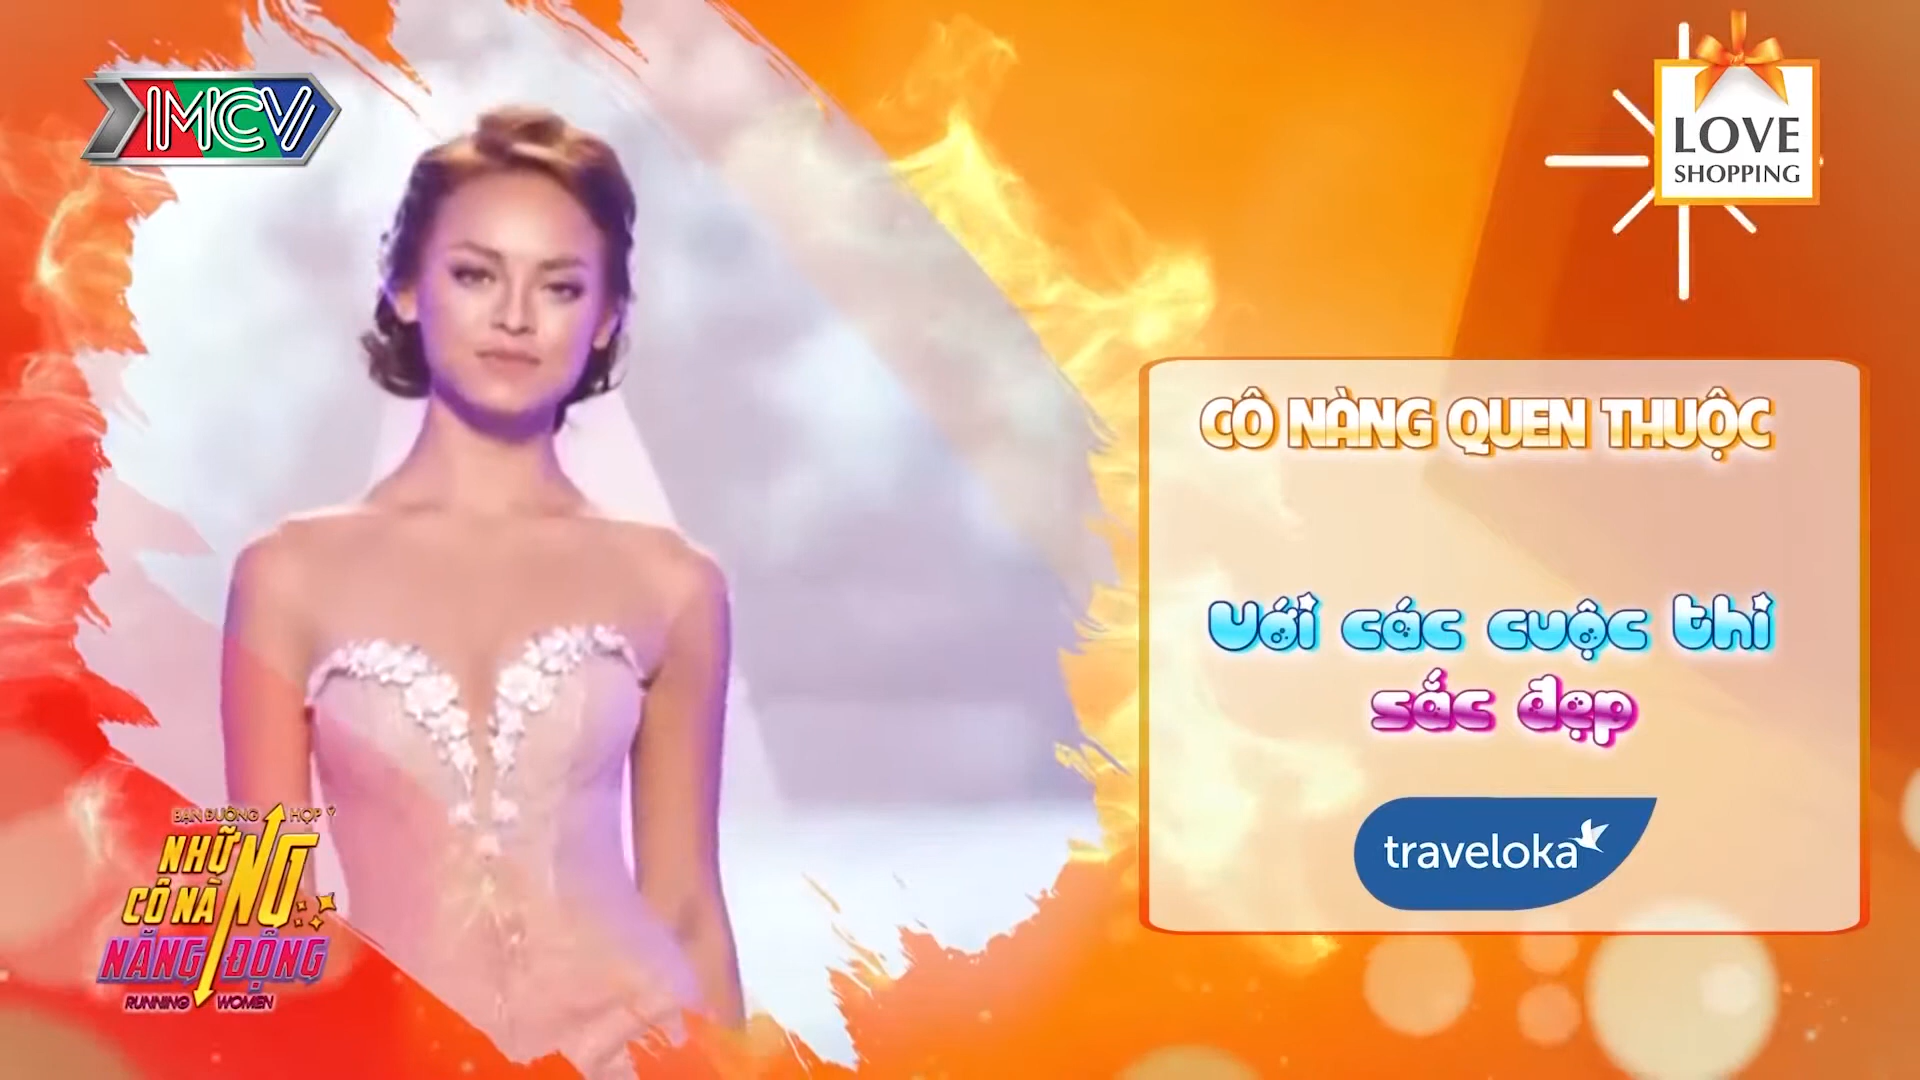 MCV
LOVE
SHOPPING
CÔ NÀNG QUEN THUỘC
Với các cuộc thi
sắc đẹp
traveloka
BẠN ĐƯỜNG HỢP Ý
NHỮNG
CÔ NÀNG
NĂNG ĐỘNG
RUNNING WOMEN